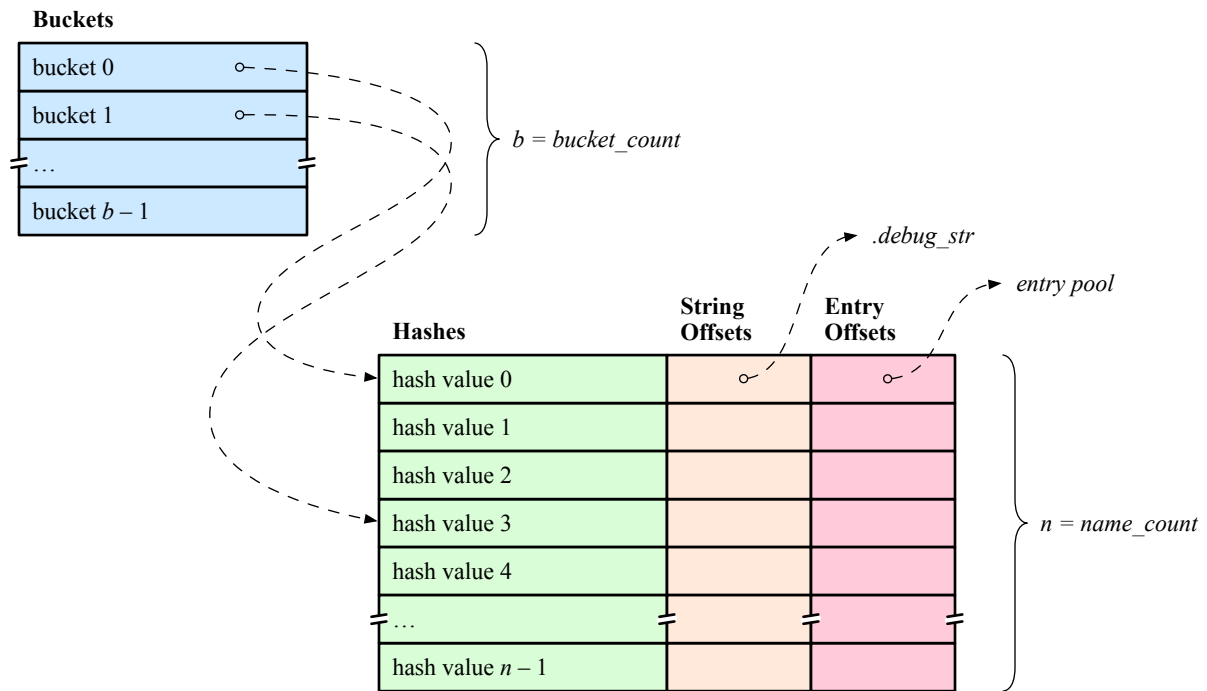 Buckets
bucket 0
bucket 1
…
bucket b – 1
b = bucket_count
.debug_str
entry pool
Hashes
String
Offsets
Entry
Offsets
hash value 0
hash value 1
hash value 2
hash value 3
hash value 4
…
hash value n – 1
n = name_count